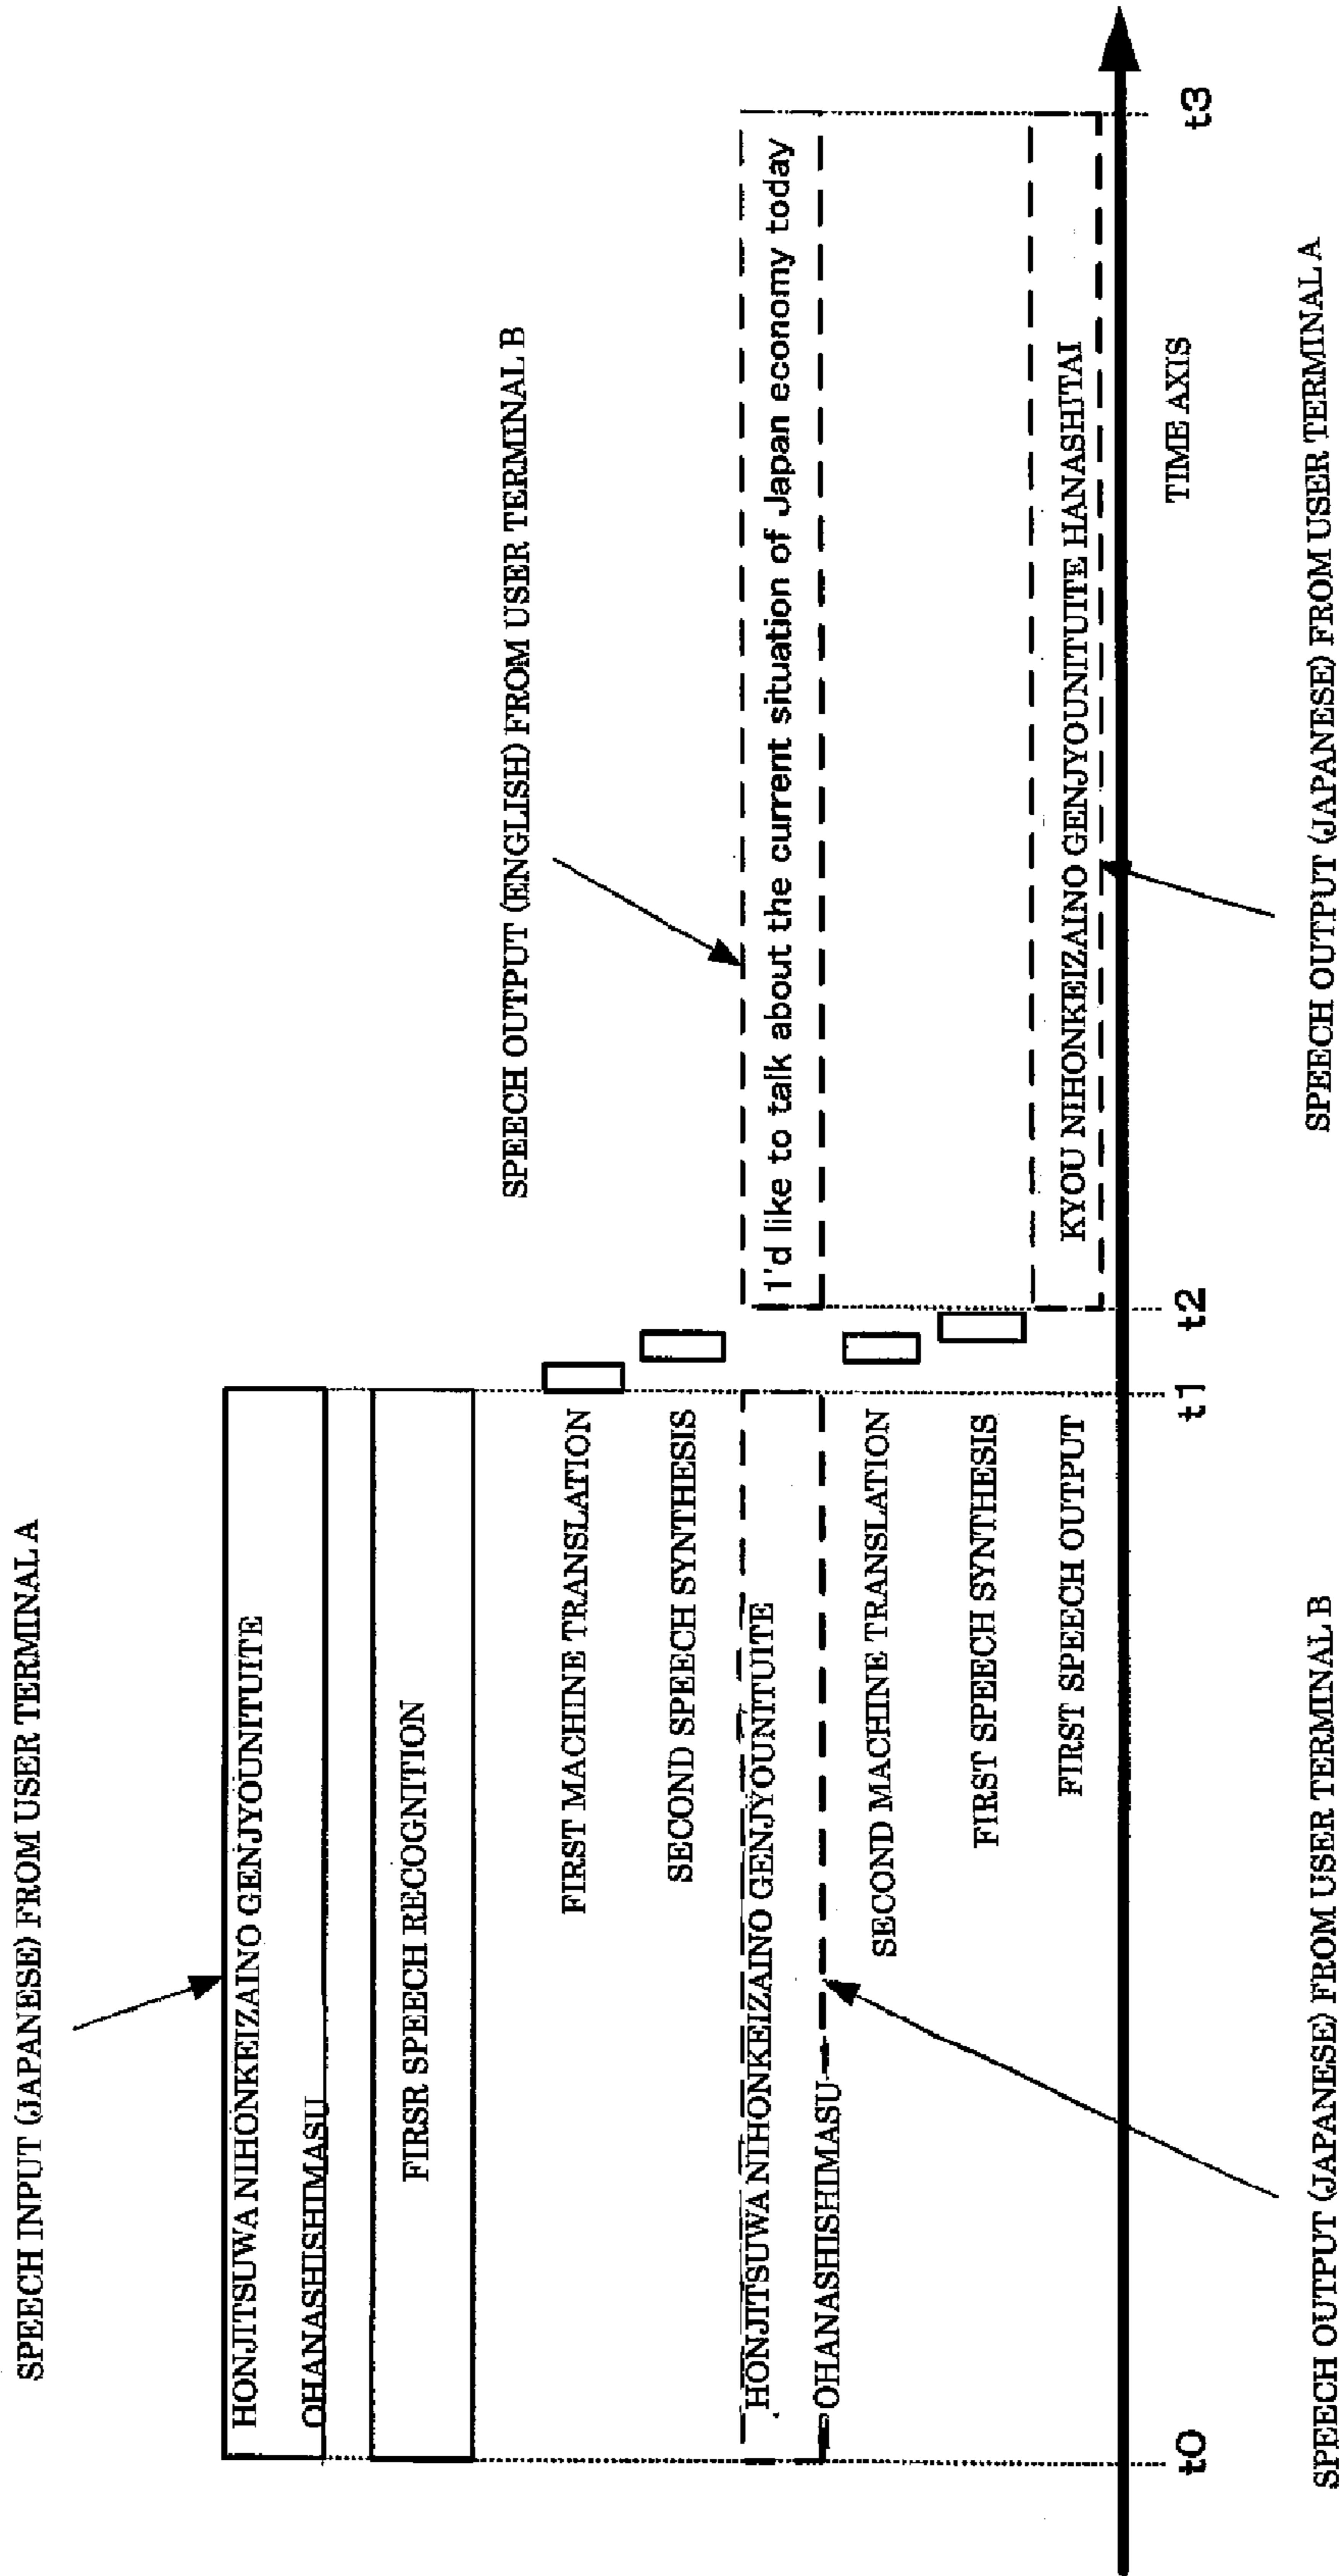 SPEECH INPUT (JAPANESE) FROM USER TERMINAL A
HONJITSUWA NIHONKEIZAINO GENJYOUNITUITE
OHANASHISHIMASU
FIRSR SPEECH RECOGNITION
SPEECH OUTPUT (ENGLISH) FROM USER TERMINAL B
FIRST MACHINE TRANSLATION
SECOND SPEECH SYNTHESIS
HONJITSUWA NIHONKEIZAINO GENJYOUNITUITE
OHANASHISHIMASU
I'd like to talk about the current situation of Japan economy today
SECOND MACHINE TRANSLATION
FIRST SPEECH SYNTHESIS
FIRST SPEECH OUTPUT
KYOU NIHONKEIZAINO GENJYOUNITUITE HANASHITAI
t0
t1
t2
t3
TIME AXIS
SPEECH OUTPUT (JAPANESE) FROM USER TERMINAL B
SPEECH OUTPUT (JAPANESE) FROM USER TERMINAL A